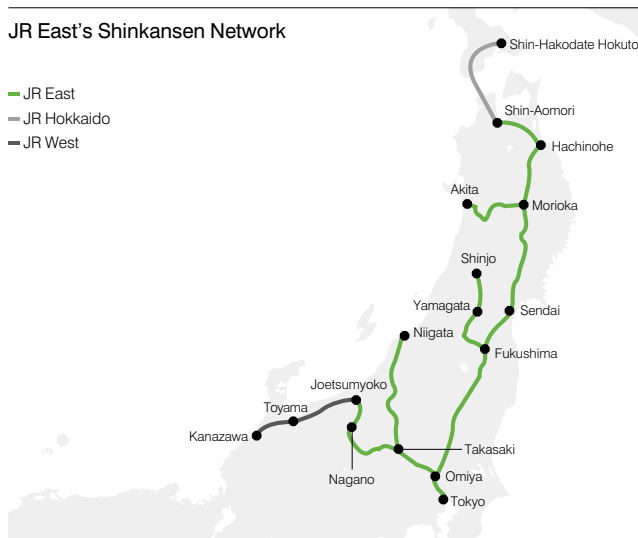 JR East's Shinkansen Network
JR East
JR Hokkaido
JR West
Shin-Hakodate Hokuto
Shin-Aomori
Hachinohe
Akita
Morioka
Shinjo
Yamagata
Sendai
Niigata
Fukushima
Joetsumyoko
Toyama
Kanazawa
Takasaki
Nagano
Omiya
Tokyo